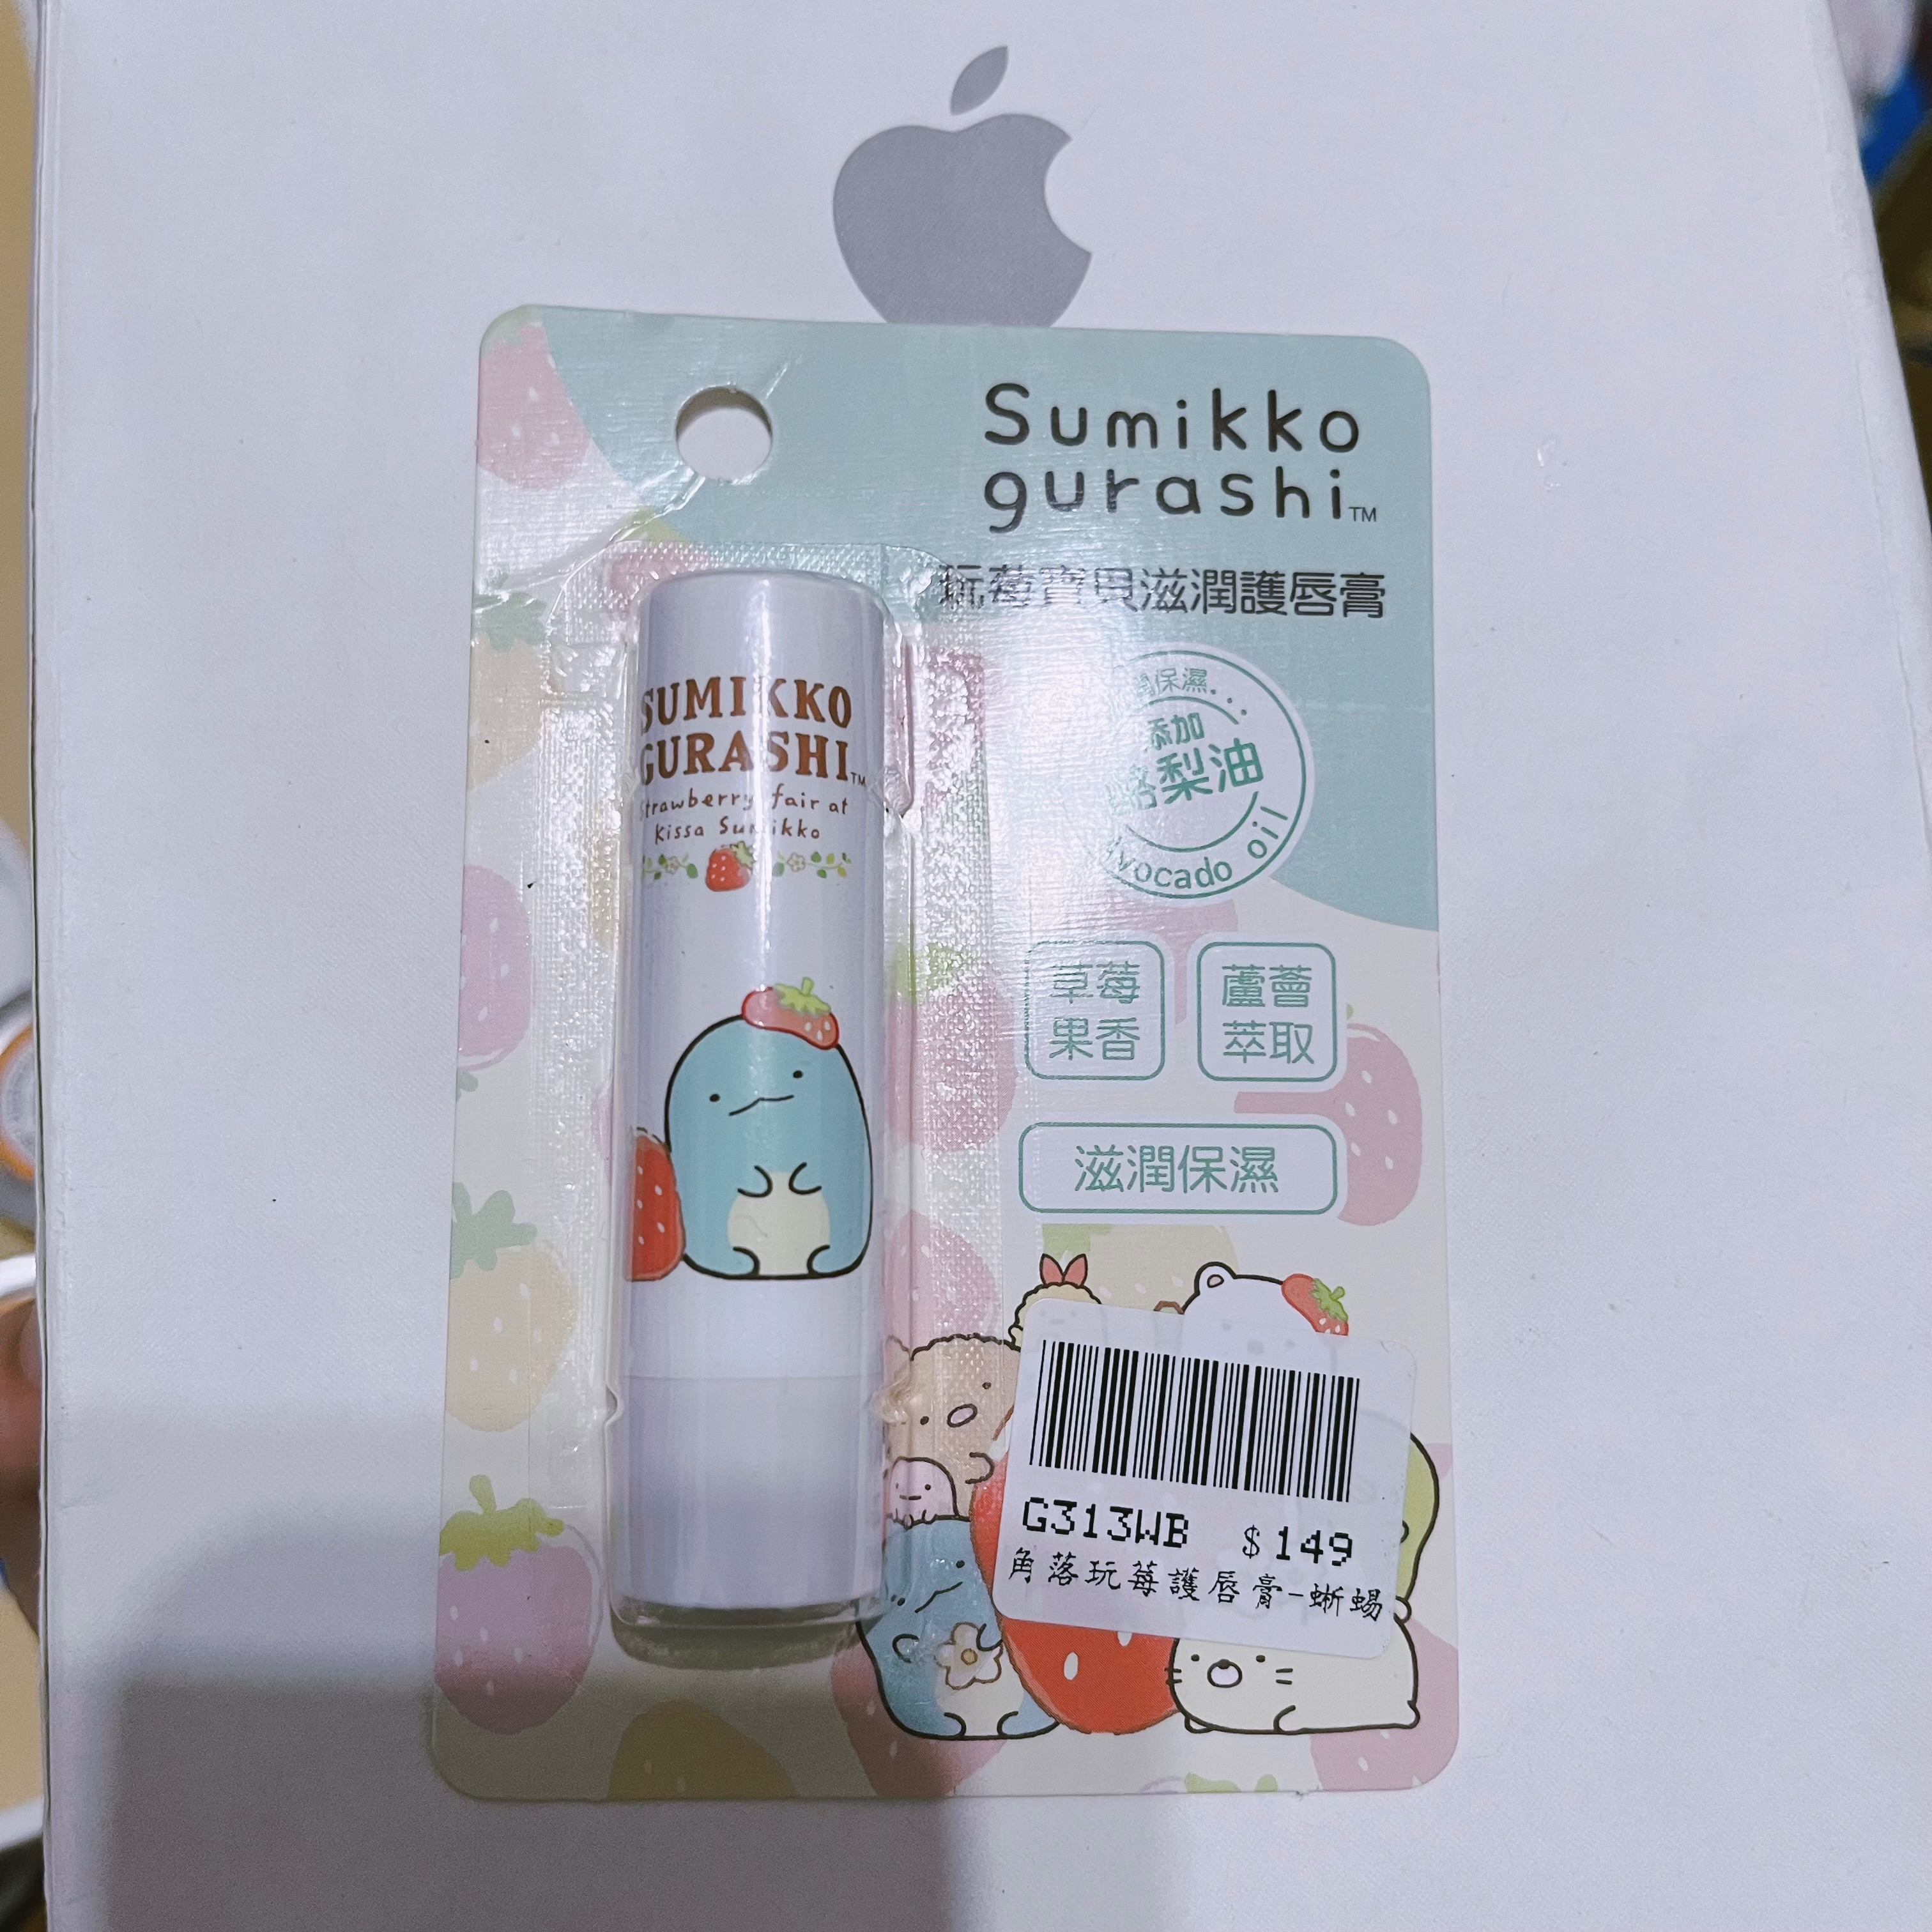 Sumikko
gurashi™
玩莓寶貝滋潤護唇膏
SUMIKKO
GURASHI™
Strawberry fair at
Kissa Sumikko
保濕...
添加
酪梨油
Avocado oil
草莓
果香
蘆薈
萃取
滋潤保濕
G313WB $149
角落玩莓護唇膏-蜥蜴